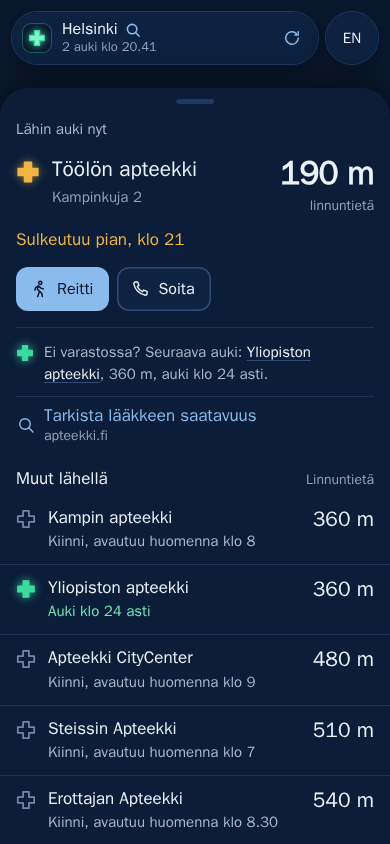 Helsinki
2 auki klo 20.41
EN
Lähin auki nyt
Töölön apteekki
190 m
Kampinkuja 2
linnuntietä
Sulkeutuu pian, klo 21
Reitti
Soita
Ei varastossa? Seuraava auki: Yliopiston
apteekki, 360 m, auki klo 24 asti.
Tarkista lääkkeen saatavuus
apteekki.fi
Muut lähellä
Linnuntietä
Kampin apteekki
360 m
Kiinni, avautuu huomenna klo 8
Yliopiston apteekki
360 m
Auki klo 24 asti
Apteekki CityCenter
480 m
Kiinni, avautuu huomenna klo 9
Steissin Apteekki
510 m
Kiinni, avautuu huomenna klo 7
Erottajan Apteekki
540 m
Kiinni, avautuu huomenna klo 8.30